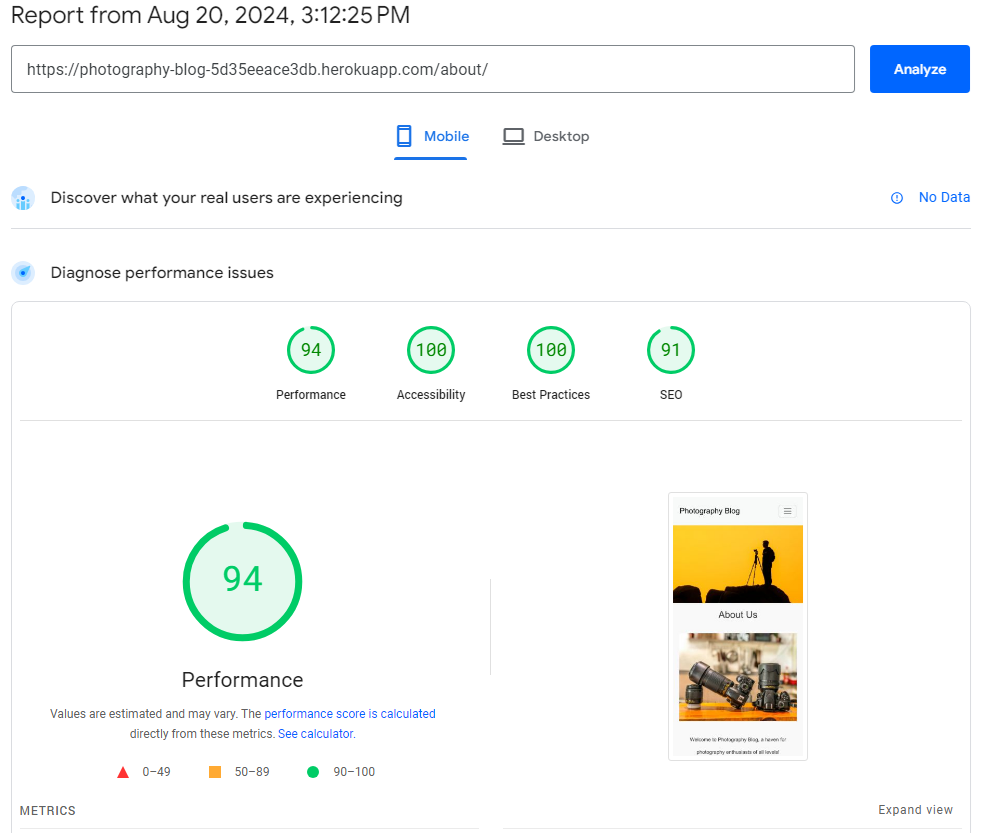 Report from Aug 20, 2024, 3:12:25 PM
https://photography-blog-5d35eeace3db.herokuapp.com/about/
Analyze
Mobile
Desktop
Discover what your real users are experiencing
No Data
Diagnose performance issues
94
100
100
91
Performance
Accessibility
Best Practices
SEO
94
Performance
Values are estimated and may vary. The performance score is calculated
directly from these metrics. See calculator.
0–49
50–89
90–100
Photography Blog
About Us
Welcome to Photography Blog, a haven for
photography enthusiasts of all levels!
METRICS
Expand view